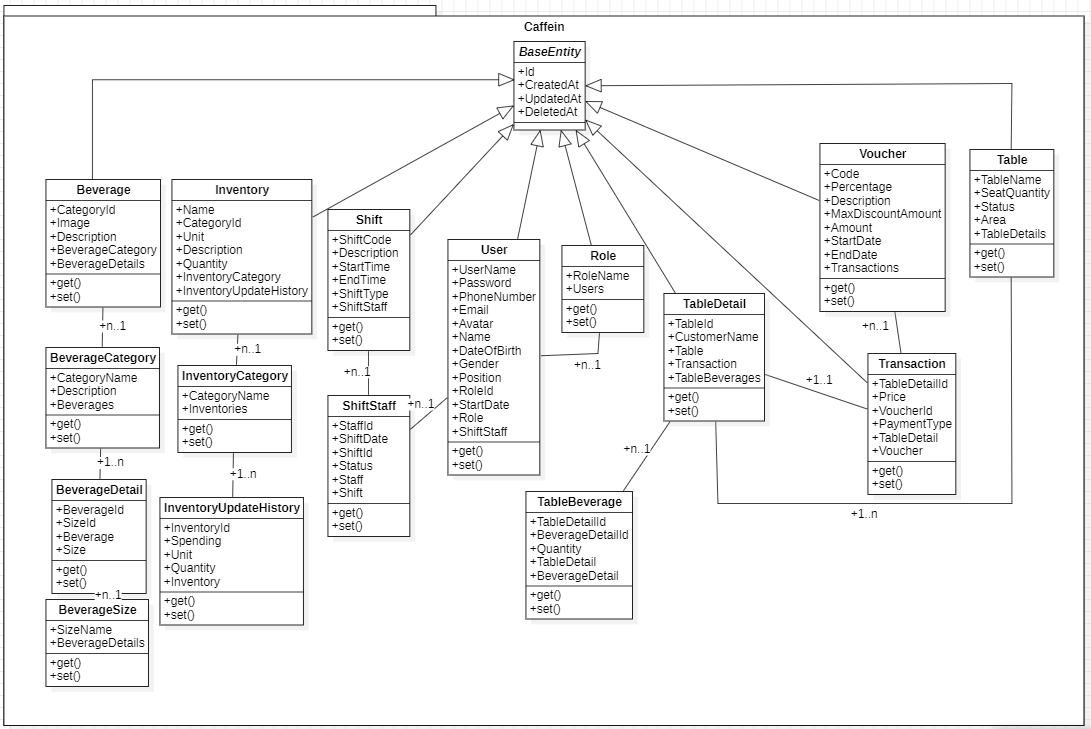 Caffein
BaseEntity
+Id
+CreatedAt
+UpdatedAt
+DeletedAt
Beverage
+CategoryId
+Image
+Description
+BeverageCategory
+BeverageDetails
+get()
+set()
+n..1
BeverageCategory
+CategoryName
+Description
+Beverages
+get()
+set()
+1..n
BeverageDetail
+BeverageId
+SizeId
+Beverage
+Size
+get()
+set()
+n..1
BeverageSize
+SizeName
+BeverageDetails
+get()
+set()
Inventory
+Name
+CategoryId
+Unit
+Description
+Quantity
+InventoryCategory
+InventoryUpdateHistory
+get()
+set()
+n..1
InventoryCategory
+CategoryName
+Inventories
+get()
+set()
+1..n
InventoryUpdateHistory
+InventoryId
+Spending
+Unit
+Quantity
+Inventory
+get()
+set()
Shift
+ShiftCode
+Description
+StartTime
+EndTime
+ShiftType
+ShiftStaff
+get()
+set()
+n..1
ShiftStaff
+StaffId
+ShiftDate
+ShiftId
+Status
+Staff
+Shift
+get()
+set()
+n..1
User
+UserName
+Password
+PhoneNumber
+Email
+Avatar
+Name
+DateOfBirth
+Gender
+Position
+RoleId
+StartDate
+Role
+ShiftStaff
+get()
+set()
Role
+RoleName
+Users
+get()
+set()
+n..1
TableDetail
+TableId
+CustomerName
+Table
+Transaction
+TableBeverages
+get()
+set()
+n..1
TableBeverage
+TableDetailId
+BeverageDetailId
+Quantity
+TableDetail
+BeverageDetail
+get()
+set()
+1..1
Voucher
+Code
+Percentage
+Description
+MaxDiscountAmount
+Amount
+StartDate
+EndDate
+Transactions
+get()
+set()
+n..1
Transaction
+TableDetailId
+Price
+VoucherId
+PaymentType
+TableDetail
+Voucher
+get()
+set()
Table
+TableName
+SeatQuantity
+Status
+Area
+TableDetails
+get()
+set()
+1..n